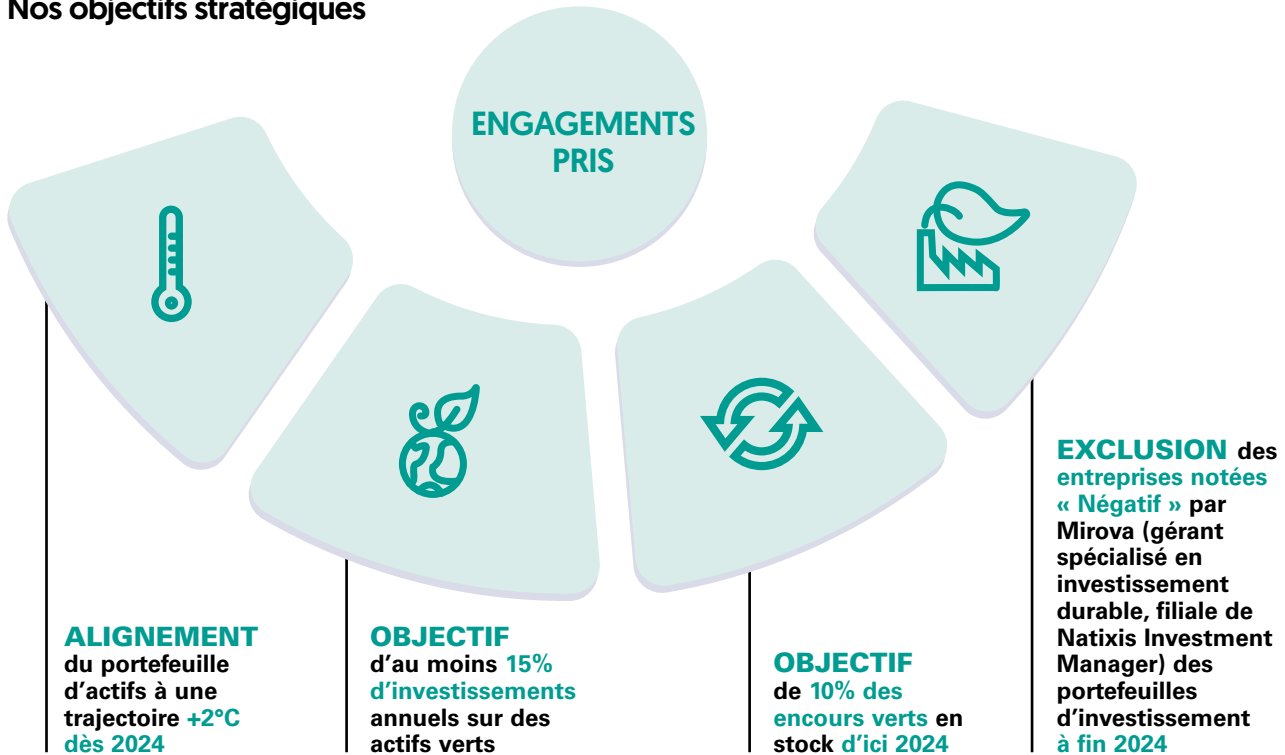 Nos objectifs stratégiques
ENGAGEMENTS
PRIS
ALIGNEMENT
du portefeuille
d'actifs à une
trajectoire +2°C
dès 2024
OBJECTIF
d'au moins 15%
d'investissements
annuels sur des
actifs verts
OBJECTIF
de 10% des
encours verts en
stock d'ici 2024
EXCLUSION des
entreprises notées
« Négatif » par
Mirova (gérant
spécialisé en
investissement
durable, filiale de
Natixis Investment
Manager) des
portefeuilles
d'investissement
à fin 2024